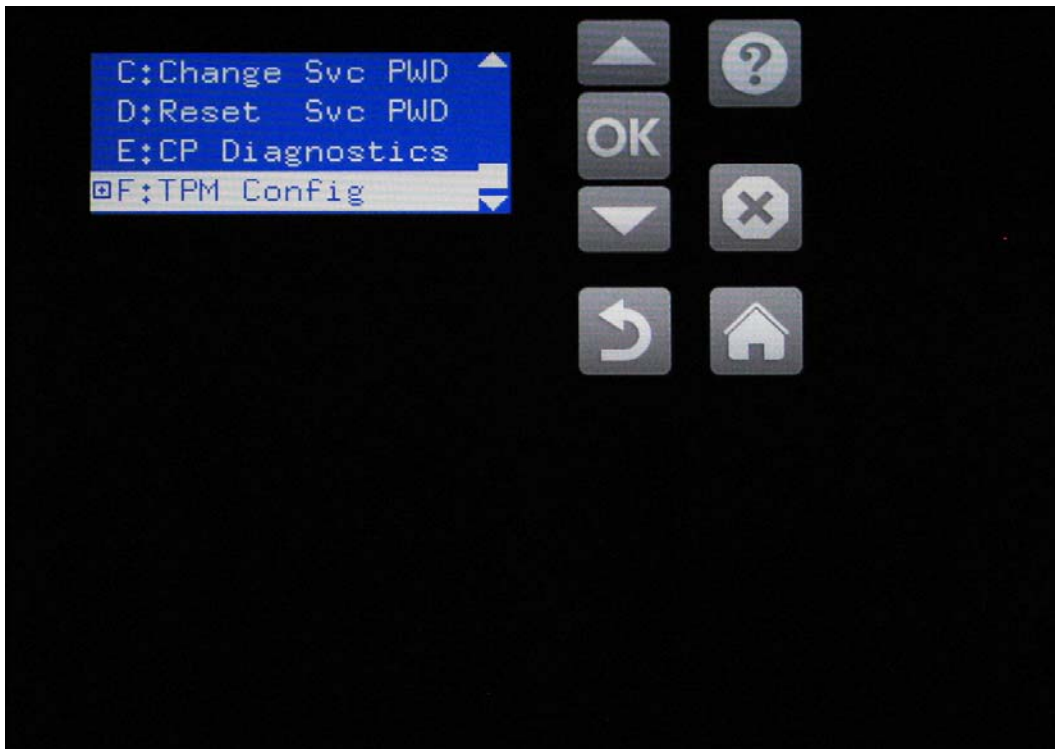 C:Change Svc PWD
D:Reset  Svc PWD
E:CP Diagnostics
F:TPM Config
OK
?